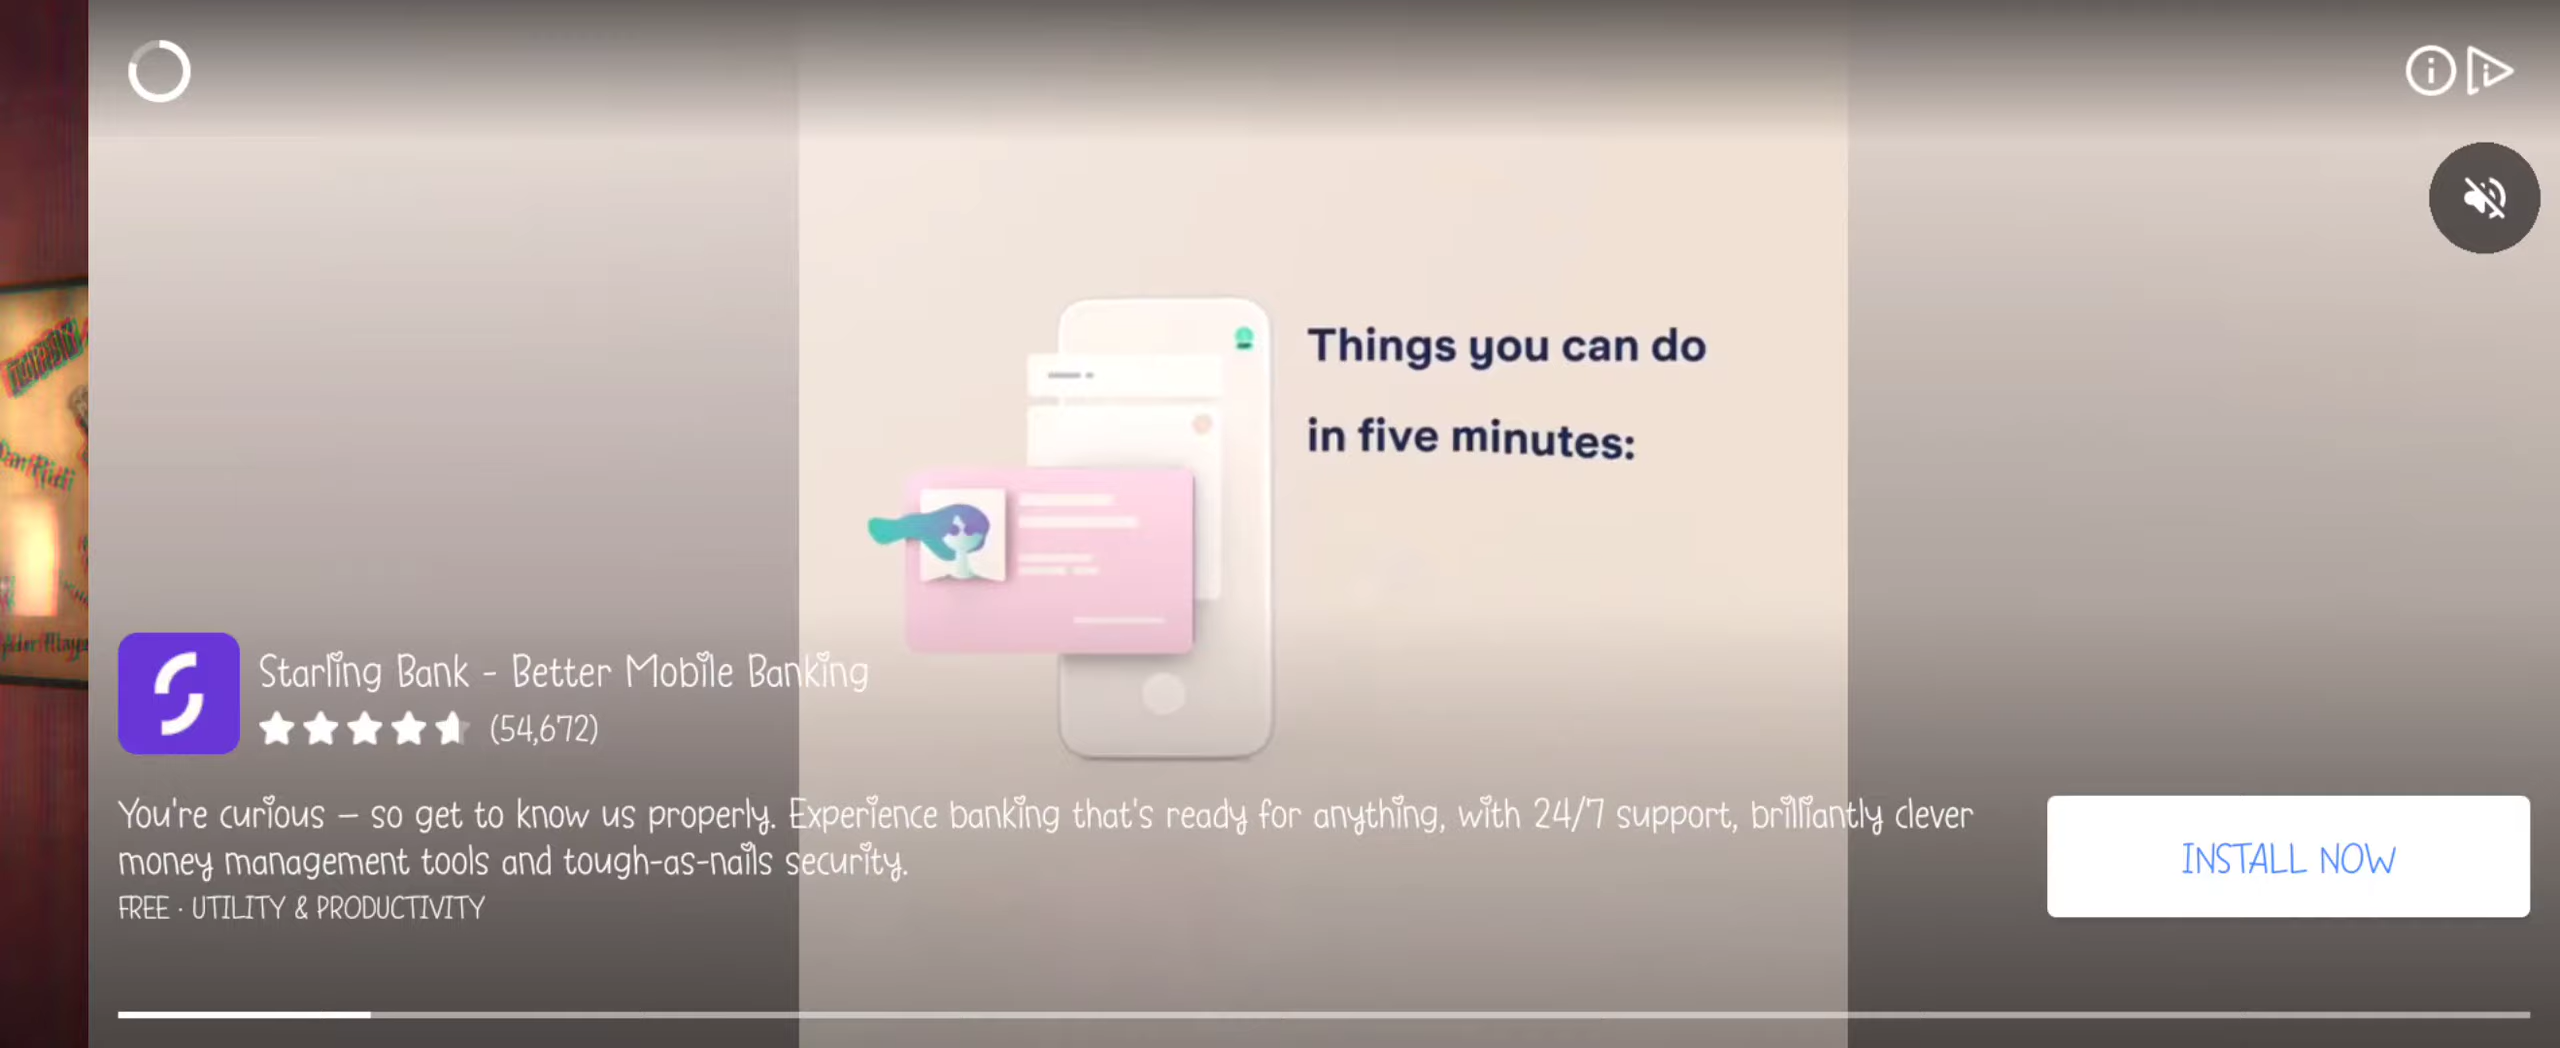 Things you can do
in five minutes:
Starling Bank - Better Mobile Banking
(54,672)
You're curious – so get to know us properly. Experience banking that's ready for anything, with 24/7 support, brilliantly clever
money management tools and tough-as-nails security.
FREE · UTILITY & PRODUCTIVITY
INSTALL NOW